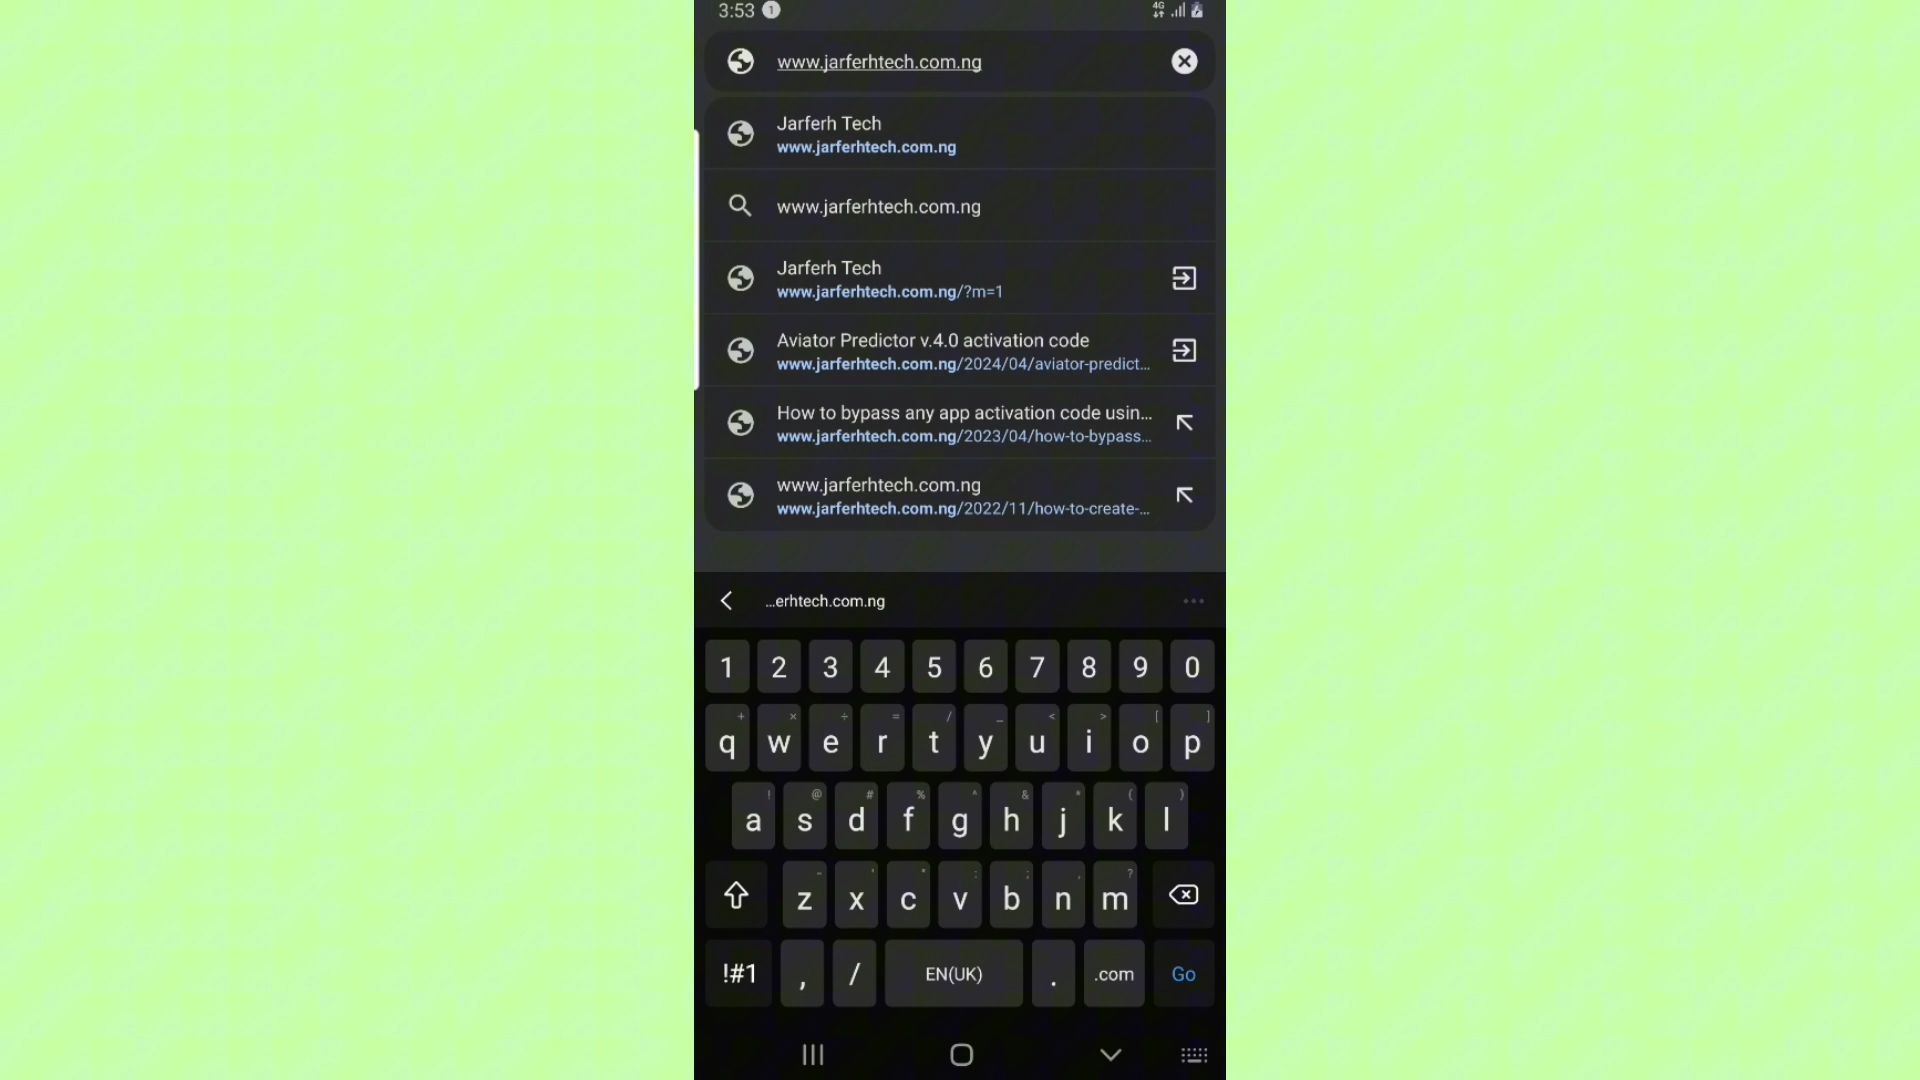 3:53 1 4G
www.jarferhtech.com.ng
Jarferh Tech
www.jarferhtech.com.ng
www.jarferhtech.com.ng
Jarferh Tech
www.jarferhtech.com.ng/?m=1
Aviator Predictor v.4.0 activation code
www.jarferhtech.com.ng/2024/04/aviator-predict...
How to bypass any app activation code usin...
www.jarferhtech.com.ng/2023/04/how-to-bypass...
www.jarferhtech.com.ng
www.jarferhtech.com.ng/2022/11/how-to-create-...
...erhtech.com.ng
1 2 3 4 5 6 7 8 9 0
+ × ÷ = / _ < > [ ]
q w e r t y u i o p
! @ # % ^ & * ( )
a s d f g h j k l
z x c v b n m
!#1 , / EN(UK) . .com Go